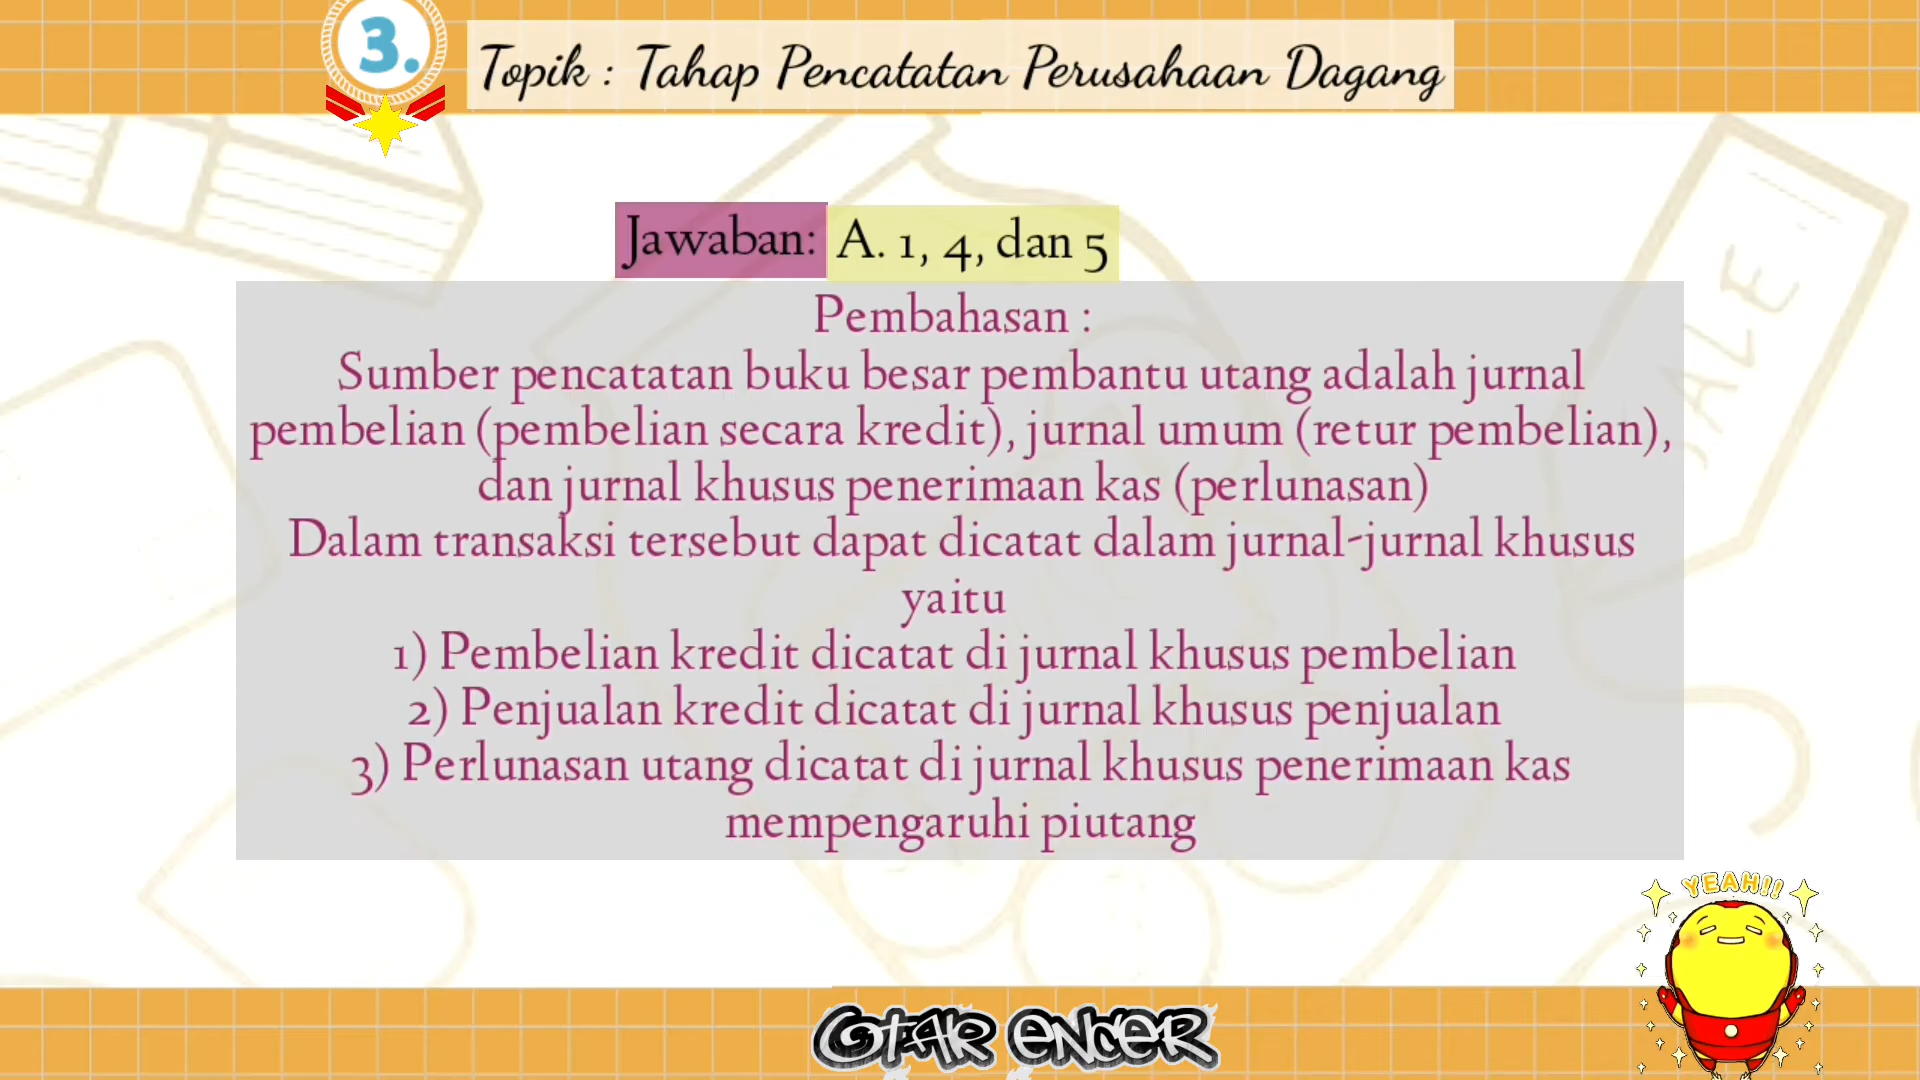 3.
Topik : Tahap Pencatatan Perusahaan Dagang
Jawaban: A. 1, 4, dan 5
Pembahasan :
Sumber pencatatan buku besar pembantu utang adalah jurnal
pembelian (pembelian secara kredit), jurnal umum (retur pembelian),
dan jurnal khusus penerimaan kas (perlunasan)
Dalam transaksi tersebut dapat dicatat dalam jurnal-jurnal khusus
yaitu
1) Pembelian kredit dicatat di jurnal khusus pembelian
2) Penjualan kredit dicatat di jurnal khusus penjualan
3) Perlunasan utang dicatat di jurnal khusus penerimaan kas
mempengaruhi piutang
SALE
YEAH!!
OTAK ENCER